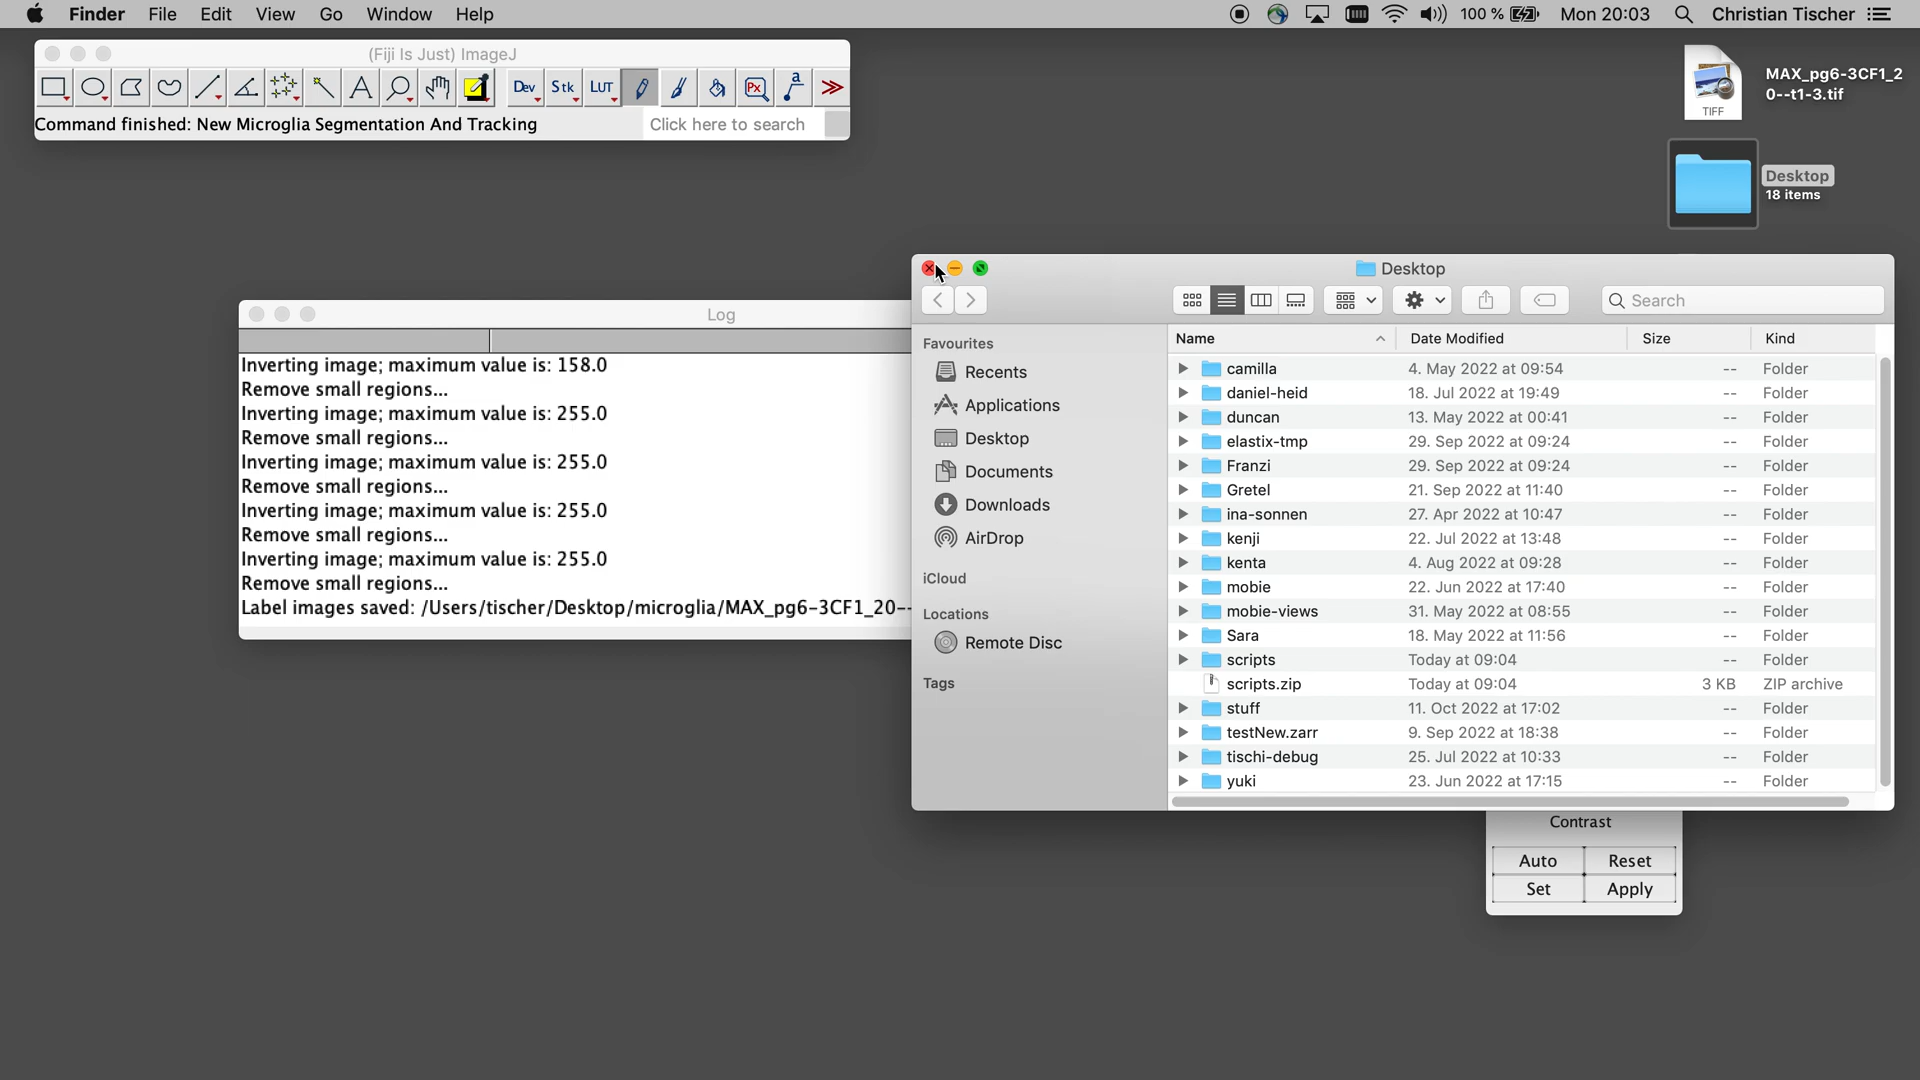 Finder File Edit View Go Window Help 100 % Mon 20:03 Christian Tischer
(Fiji Is Just) ImageJ
Dev Stk LUT Px a
Command finished: New Microglia Segmentation And Tracking Click here to search
MAX_pg6-3CF1_2
0--t1-3.tif
TIFF
Desktop
18 items
Log
Inverting image; maximum value is: 158.0
Remove small regions...
Inverting image; maximum value is: 255.0
Remove small regions...
Inverting image; maximum value is: 255.0
Remove small regions...
Inverting image; maximum value is: 255.0
Remove small regions...
Inverting image; maximum value is: 255.0
Remove small regions...
Label images saved: /Users/tischer/Desktop/microglia/MAX_pg6-3CF1_20--
Desktop
Search
Favourites
Recents
Applications
Desktop
Documents
Downloads
AirDrop
iCloud
Locations
Remote Disc
Tags
Name Date Modified Size Kind
camilla 4. May 2022 at 09:54 -- Folder
daniel-heid 18. Jul 2022 at 19:49 -- Folder
duncan 13. May 2022 at 00:41 -- Folder
elastix-tmp 29. Sep 2022 at 09:24 -- Folder
Franzi 29. Sep 2022 at 09:24 -- Folder
Gretel 21. Sep 2022 at 11:40 -- Folder
ina-sonnen 27. Apr 2022 at 10:47 -- Folder
kenji 22. Jul 2022 at 13:48 -- Folder
kenta 4. Aug 2022 at 09:28 -- Folder
mobie 22. Jun 2022 at 17:40 -- Folder
mobie-views 31. May 2022 at 08:55 -- Folder
Sara 18. May 2022 at 11:56 -- Folder
scripts Today at 09:04 -- Folder
scripts.zip Today at 09:04 3 KB ZIP archive
stuff 11. Oct 2022 at 17:02 -- Folder
testNew.zarr 9. Sep 2022 at 18:38 -- Folder
tischi-debug 25. Jul 2022 at 10:33 -- Folder
yuki 23. Jun 2022 at 17:15 -- Folder
Contrast
Auto Reset
Set Apply